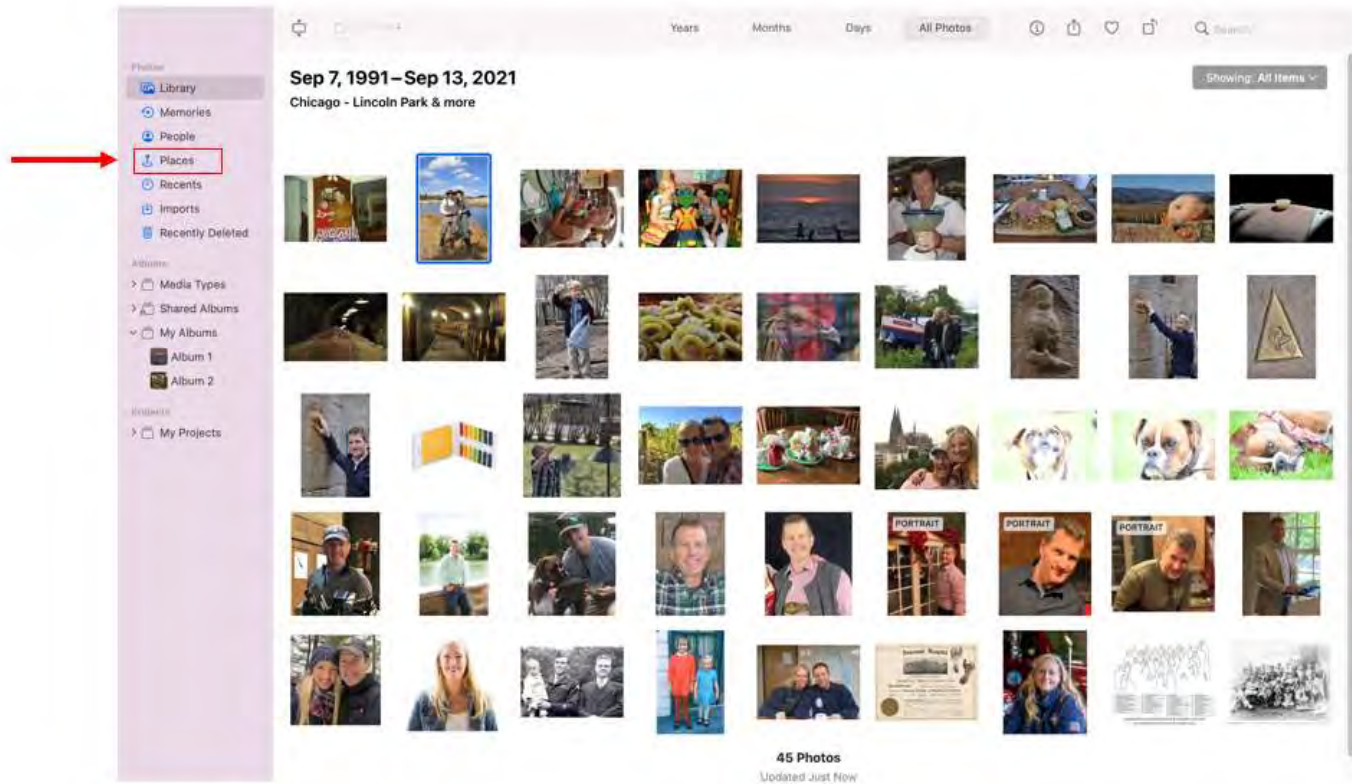 Years Months Days All Photos Search
Photos
Library
Memories
People
Places
Recents
Imports
Recently Deleted
Albums
Media Types
Shared Albums
My Albums
Album 1
Album 2
Projects
My Projects
Sep 7, 1991–Sep 13, 2021
Chicago - Lincoln Park & more
Showing: All Items
PORTRAIT PORTRAIT PORTRAIT
45 Photos
Updated Just Now